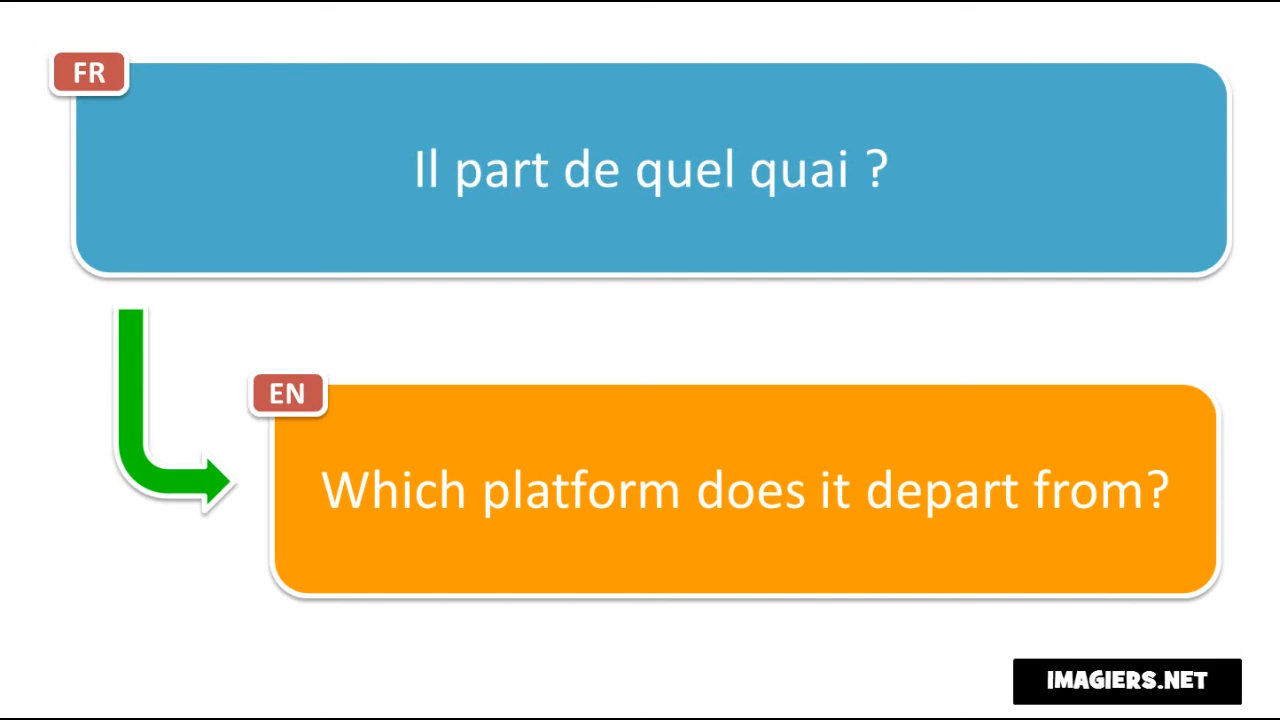 FR
Il part de quel quai ?
EN
Which platform does it depart from?
IMAGIERS.NET